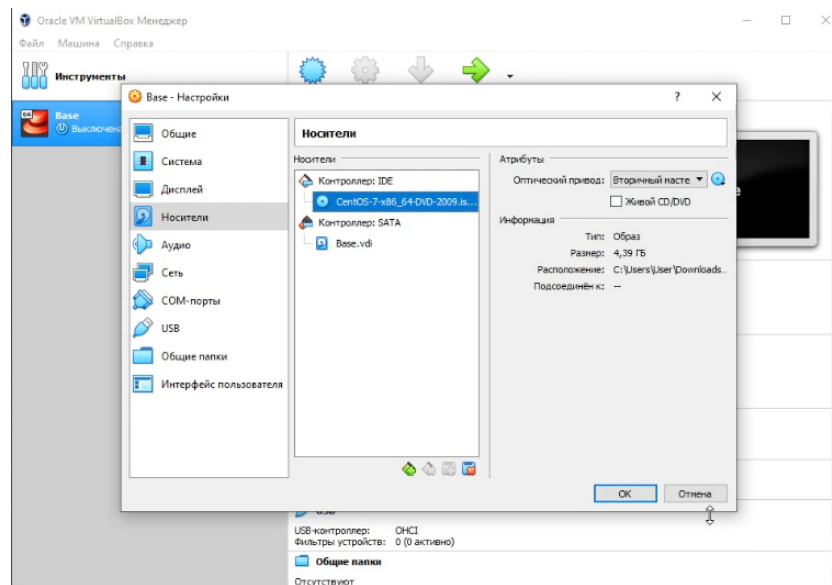 Oracle VM VirtualBox Менеджер
Файл Машина Справка
Инструменты
Base - Настройки
64
Base
Выключена
Общие
Система
Дисплей
Носители
Аудио
Сеть
COM-порты
USB
Общие папки
Интерфейс пользователя
Носители
Носители
Контроллер: IDE
CentOS-7-x86_64-DVD-2009.is...
Контроллер: SATA
Base.vdi
Атрибуты
Оптический привод: Вторичный масте
Живой CD/DVD
Информация
Тип: Образ
Размер: 4,39 ГБ
Расположение: C:\Users\User\Downloads..
Подсоединён к: --
OK Отмена
USB
USB-контроллер: OHCI
Фильтры устройств: 0 (0 активно)
Общие папки
Отсутствуют